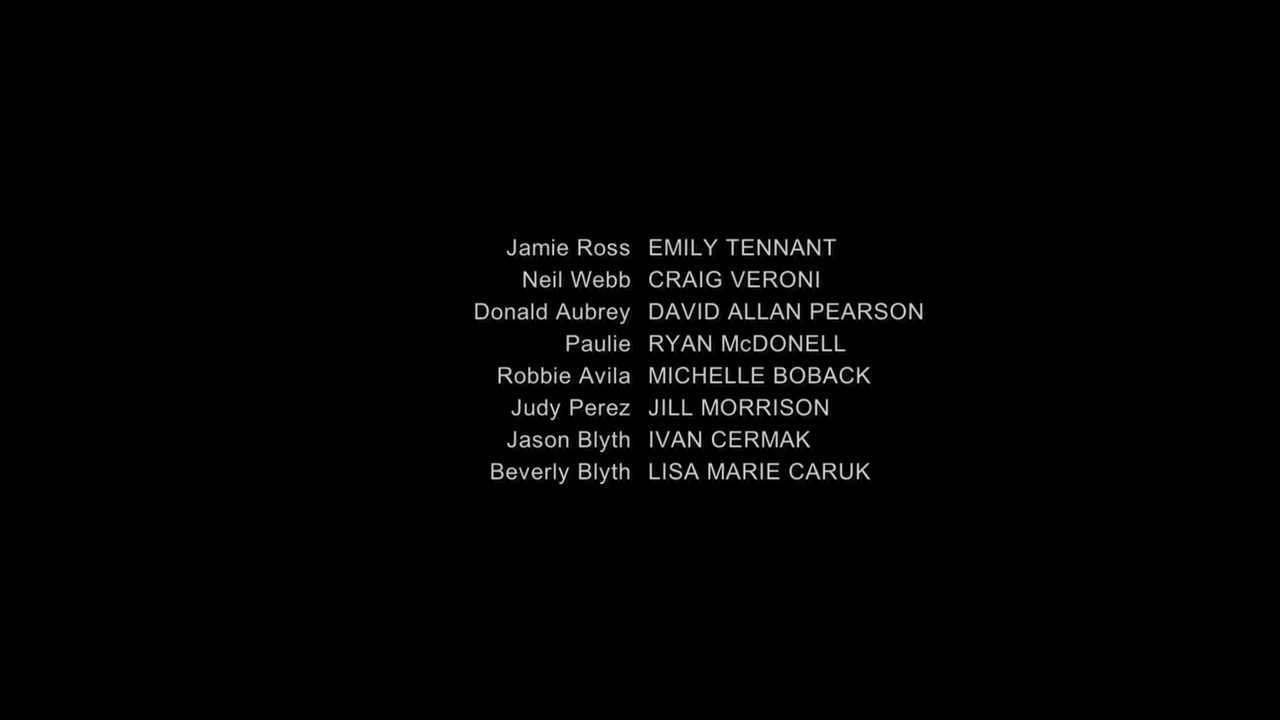 Jamie Ross EMILY TENNANT
Neil Webb CRAIG VERONI
Donald Aubrey DAVID ALLAN PEARSON
Paulie RYAN McDONELL
Robbie Avila MICHELLE BOBACK
Judy Perez JILL MORRISON
Jason Blyth IVAN CERMAK
Beverly Blyth LISA MARIE CARUK